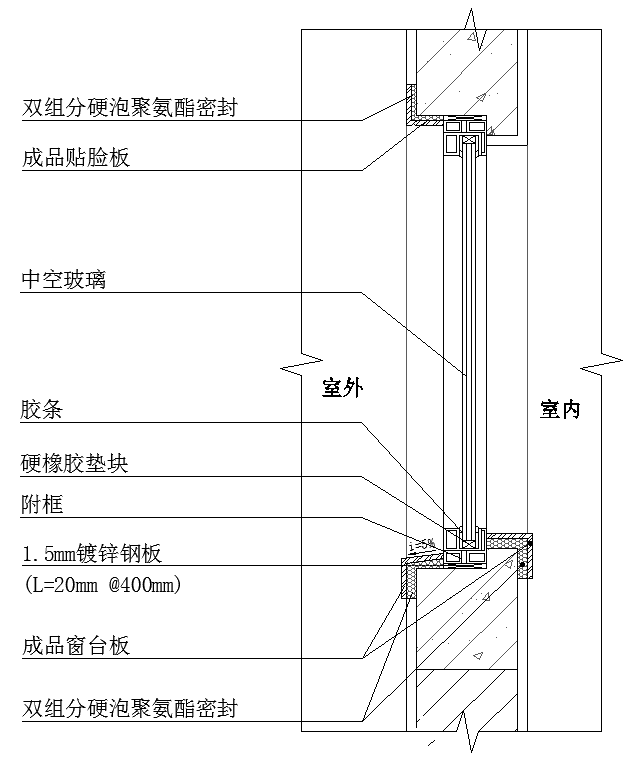 双组分硬泡聚氨酯密封
成品贴脸板
中空玻璃
室外
室内
胶条
硬橡胶垫块
附框
i=5%
1.5mm镀锌钢板
(L=20mm @400mm)
成品窗台板
双组分硬泡聚氨酯密封